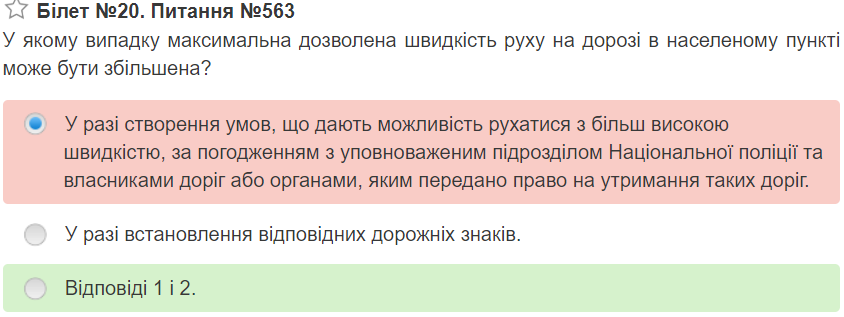 Білет №20. Питання №563
У якому випадку максимальна дозволена швидкість руху на дорозі в населеному пункті
може бути збільшена?
У разі створення умов, що дають можливість рухатися з більш високою
швидкістю, за погодженням з уповноваженим підрозділом Національної поліції та
власниками доріг або органами, яким передано право на утримання таких доріг.
У разі встановлення відповідних дорожніх знаків.
Відповіді 1 і 2.